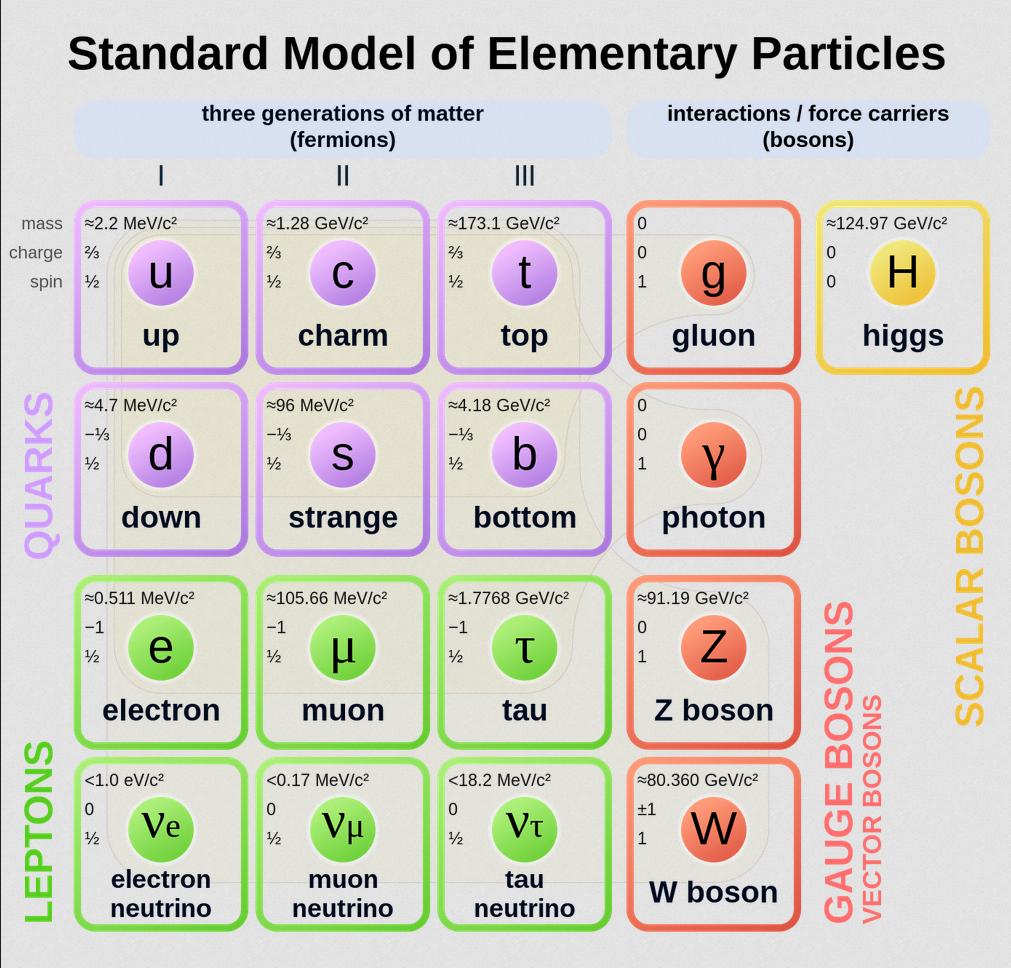 Standard Model of Elementary Particles
three generations of matter
(fermions)
interactions / force carriers
(bosons)
I
II
III
mass
charge
spin
≈2.2 MeV/c²
⅔
½
u
up
≈1.28 GeV/c²
⅔
½
c
charm
≈173.1 GeV/c²
⅔
½
t
top
0
0
1
g
gluon
≈124.97 GeV/c²
0
0
H
higgs
QUARKS
≈4.7 MeV/c²
−⅓
½
d
down
≈96 MeV/c²
−⅓
½
s
strange
≈4.18 GeV/c²
−⅓
½
b
bottom
0
0
1
γ
photon
SCALAR BOSONS
LEPTONS
≈0.511 MeV/c²
−1
½
e
electron
≈105.66 MeV/c²
−1
½
μ
muon
≈1.7768 GeV/c²
−1
½
τ
tau
≈91.19 GeV/c²
0
1
Z
Z boson
<1.0 eV/c²
0
½
νe
electron
neutrino
<0.17 MeV/c²
0
½
νμ
muon
neutrino
<18.2 MeV/c²
0
½
ντ
tau
neutrino
≈80.360 GeV/c²
±1
1
W
W boson
GAUGE BOSONS
VECTOR BOSONS